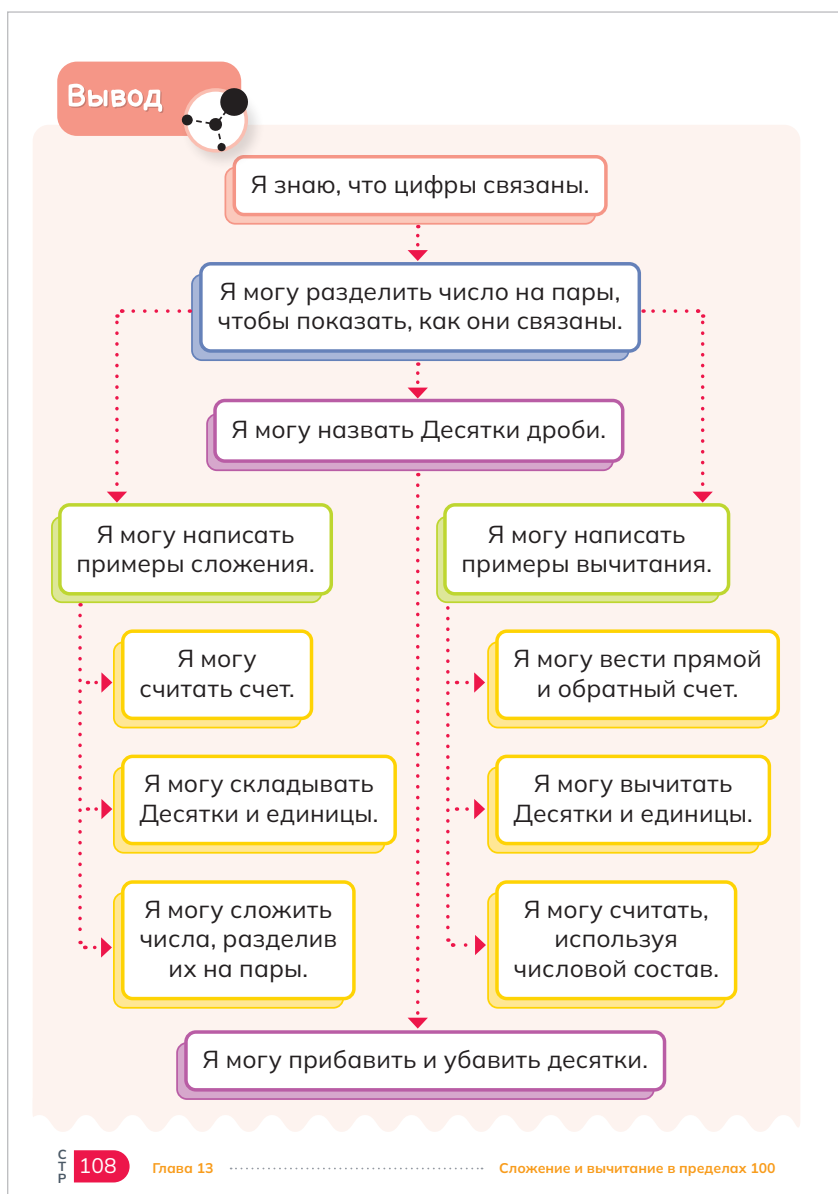 Вывод
Я знаю, что цифры связаны.
Я могу разделить число на пары,
чтобы показать, как они связаны.
Я могу назвать Десятки дроби.
Я могу написать
примеры сложения.
Я могу написать
примеры вычитания.
Я могу
считать счет.
Я могу вести прямой
и обратный счет.
Я могу складывать
Десятки и единицы.
Я могу вычитать
Десятки и единицы.
Я могу сложить
числа, разделив
их на пары.
Я могу считать,
используя
числовой состав.
Я могу прибавить и убавить десятки.
СТР 108 Глава 13 Сложение и вычитание в пределах 100